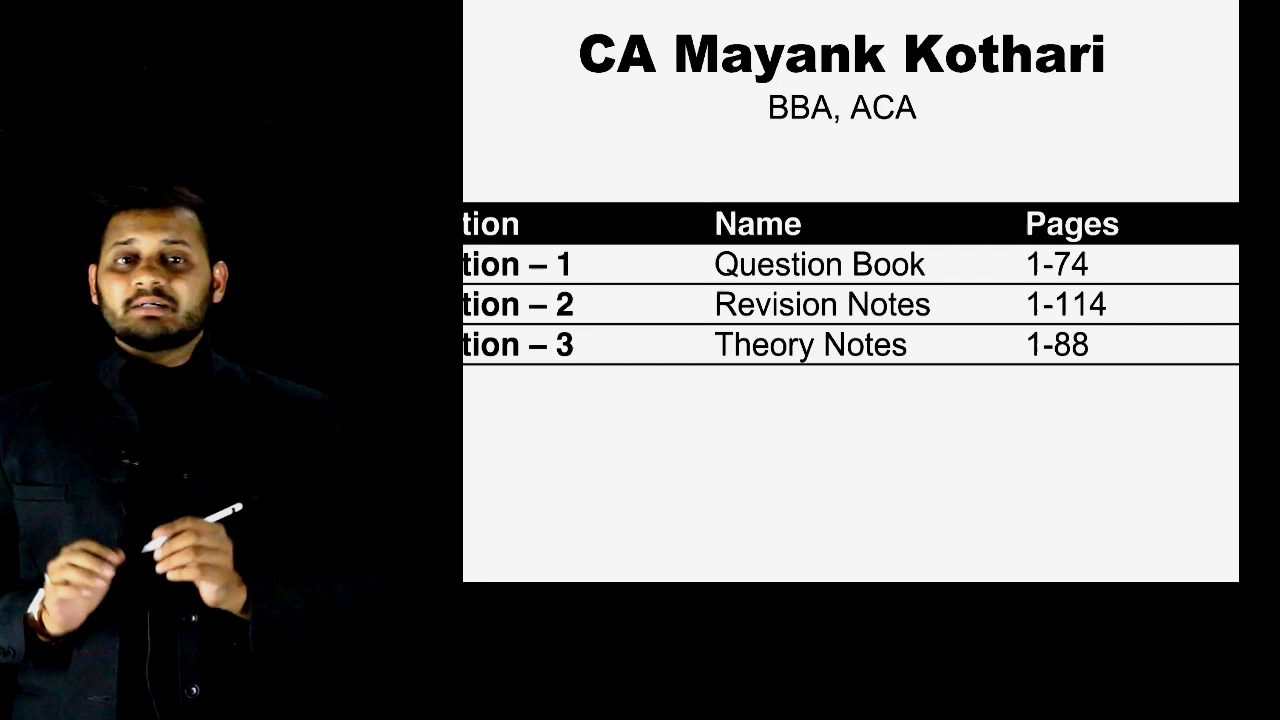 CA Mayank Kothari
BBA, ACA
tion Name Pages
tion – 1 Question Book 1-74
tion – 2 Revision Notes 1-114
tion – 3 Theory Notes 1-88